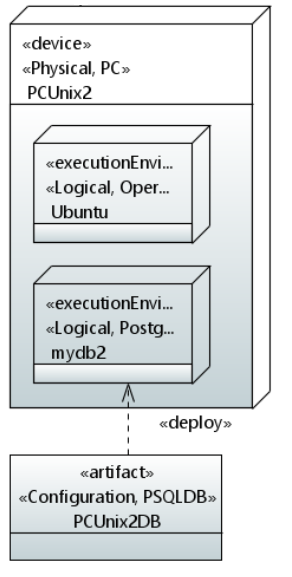 «device»
«Physical, PC»
PCUnix2
«executionEnvi...
«Logical, Oper...
Ubuntu
«executionEnvi...
«Logical, Postg...
mydb2
«deploy»
«artifact»
«Configuration, PSQLDB»
PCUnix2DB